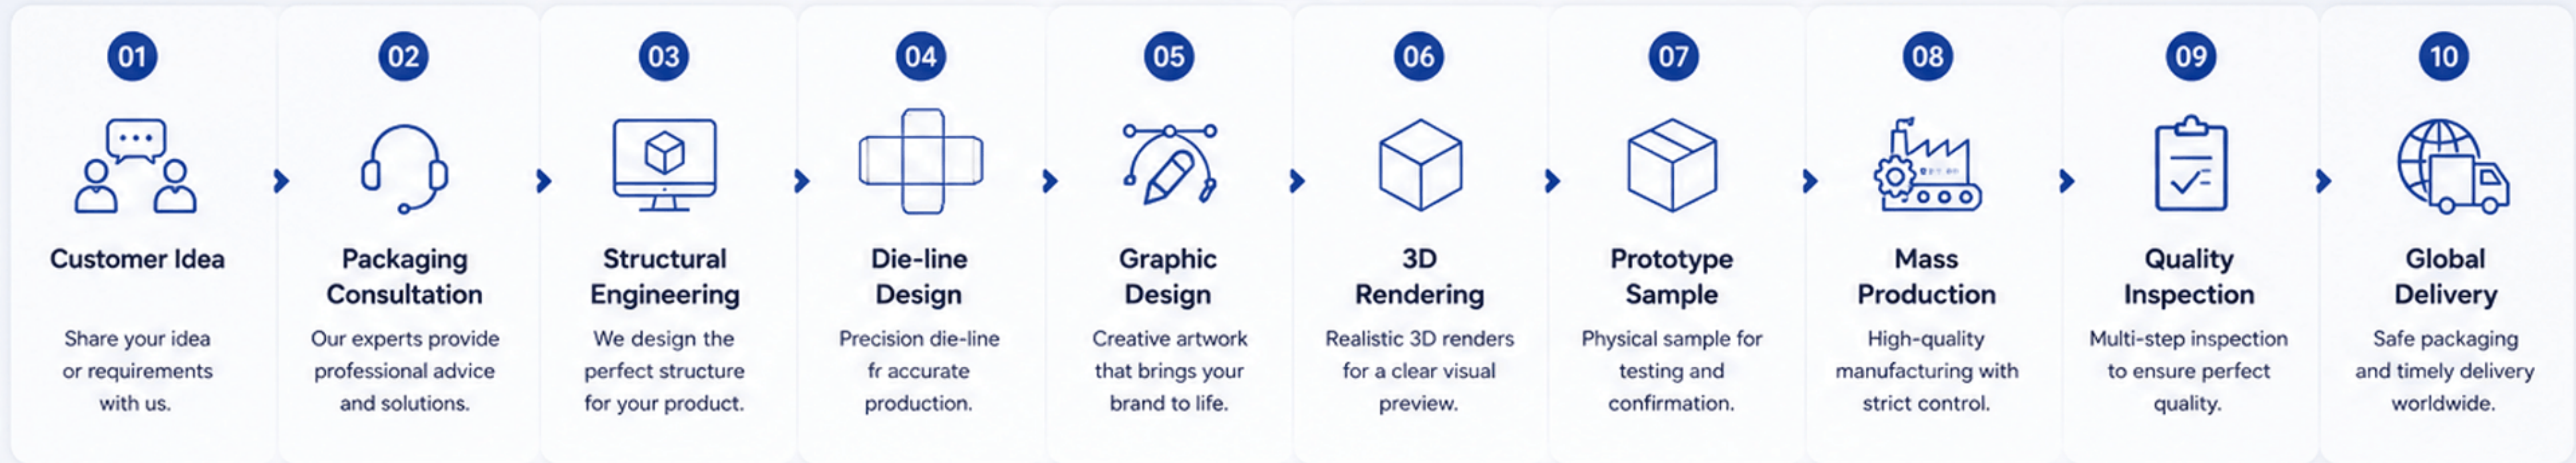 01
Customer Idea
Share your idea
or requirements
with us.
02
Packaging
Consultation
Our experts provide
professional advice
and solutions.
03
Structural
Engineering
We design the
perfect structure
for your product.
04
Die-line
Design
Precision die-line
fr accurate
production.
05
Graphic
Design
Creative artwork
that brings your
brand to life.
06
3D
Rendering
Realistic 3D renders
for a clear visual
preview.
07
Prototype
Sample
Physical sample for
testing and
confirmation.
08
Mass
Production
High-quality
manufacturing with
strict control.
09
Quality
Inspection
Multi-step inspection
to ensure perfect
quality.
10
Global
Delivery
Safe packaging
and timely delivery
worldwide.